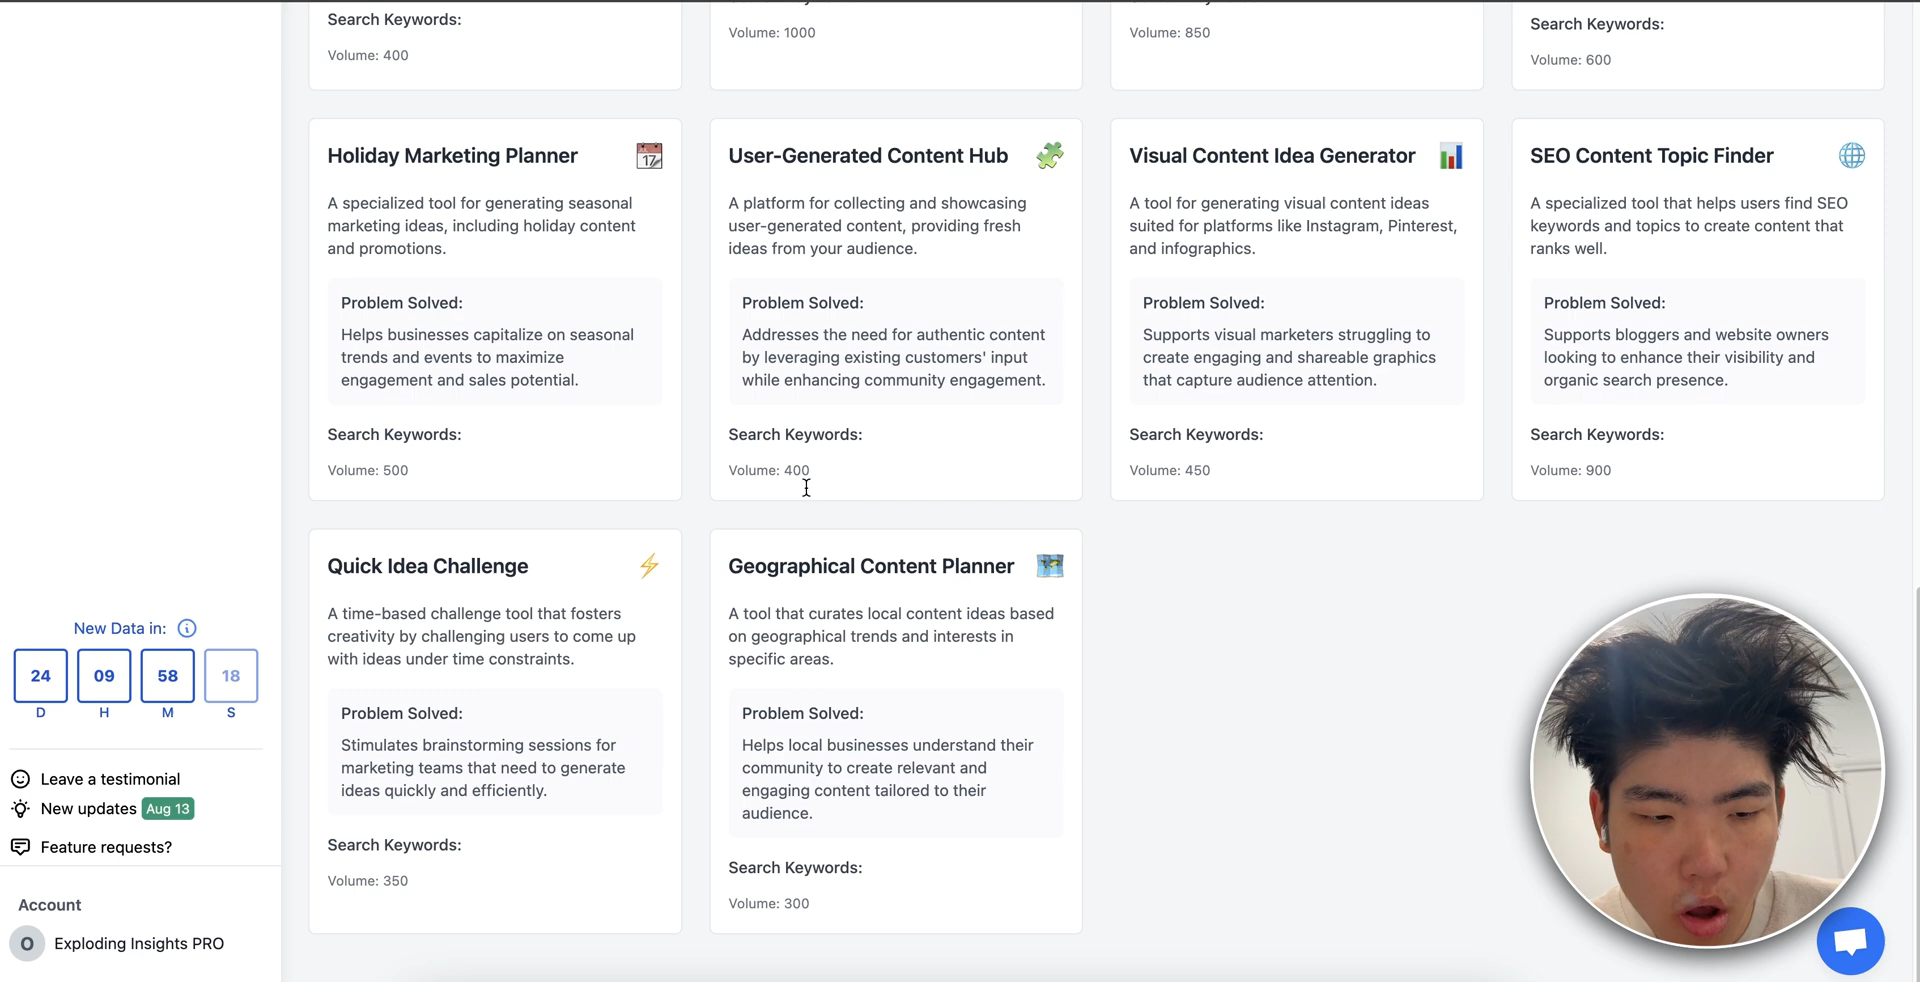 Search Keywords:
Volume: 400
Volume: 1000
Volume: 850
Search Keywords:
Volume: 600
Holiday Marketing Planner
17
A specialized tool for generating seasonal
marketing ideas, including holiday content
and promotions.
Problem Solved:
Helps businesses capitalize on seasonal
trends and events to maximize
engagement and sales potential.
Search Keywords:
Volume: 500
User-Generated Content Hub
A platform for collecting and showcasing
user-generated content, providing fresh
ideas from your audience.
Problem Solved:
Addresses the need for authentic content
by leveraging existing customers' input
while enhancing community engagement.
Search Keywords:
Volume: 400
Visual Content Idea Generator
A tool for generating visual content ideas
suited for platforms like Instagram, Pinterest,
and infographics.
Problem Solved:
Supports visual marketers struggling to
create engaging and shareable graphics
that capture audience attention.
Search Keywords:
Volume: 450
SEO Content Topic Finder
A specialized tool that helps users find SEO
keywords and topics to create content that
ranks well.
Problem Solved:
Supports bloggers and website owners
looking to enhance their visibility and
organic search presence.
Search Keywords:
Volume: 900
Quick Idea Challenge
A time-based challenge tool that fosters
creativity by challenging users to come up
with ideas under time constraints.
Problem Solved:
Stimulates brainstorming sessions for
marketing teams that need to generate
ideas quickly and efficiently.
Search Keywords:
Volume: 350
Geographical Content Planner
A tool that curates local content ideas based
on geographical trends and interests in
specific areas.
Problem Solved:
Helps local businesses understand their
community to create relevant and
engaging content tailored to their
audience.
Search Keywords:
Volume: 300
New Data in:
24 09 58 18
D H M S
Leave a testimonial
New updates Aug 13
Feature requests?
Account
O Exploding Insights PRO